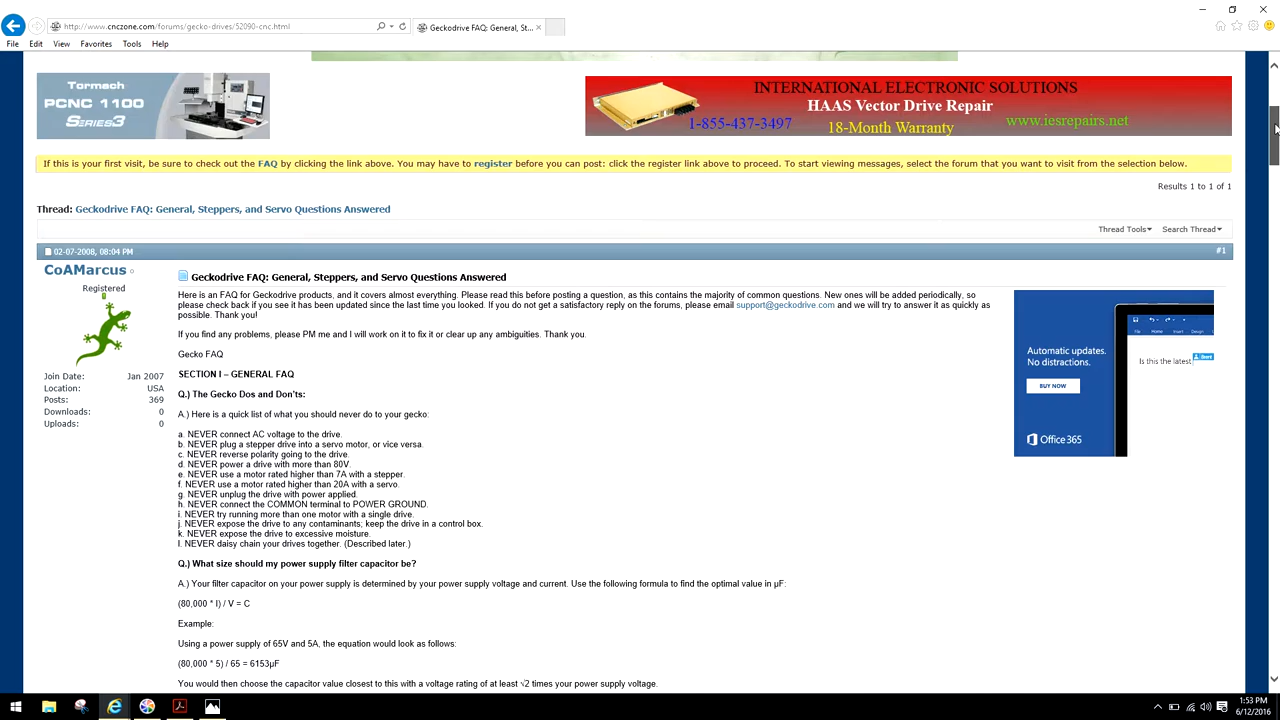 http://www.cnczone.com/forums/gecko-drives/52090-cnc.html
Geckodrive FAQ: General, St...
File Edit View Favorites Tools Help
Tormach
PCNC 1100
SERIES3
INTERNATIONAL ELECTRONIC SOLUTIONS
HAAS Vector Drive Repair
1-855-437-3497
18-Month Warranty
www.iesrepairs.net
If this is your first visit, be sure to check out the FAQ by clicking the link above. You may have to register before you can post: click the register link above to proceed. To start viewing messages, select the forum that you want to visit from the selection below.
Results 1 to 1 of 1
Thread: Geckodrive FAQ: General, Steppers, and Servo Questions Answered
Thread Tools Search Thread
02-07-2008, 08:04 PM
#1
CoAMarcus
Registered
Join Date: Jan 2007
Location: USA
Posts: 369
Downloads: 0
Uploads: 0
Geckodrive FAQ: General, Steppers, and Servo Questions Answered
Here is an FAQ for Geckodrive products, and it covers almost everything. Please read this before posting a question, as this contains the majority of common questions. New ones will be added periodically, so
please check back if you see it has been updated since the last time you looked. If you do not get a satisfactory reply on the forums, please email support@geckodrive.com and we will try to answer it as quickly as
possible. Thank you!
If you find any problems, please PM me and I will work on it to fix it or clear up any ambiguities. Thank you.
Gecko FAQ
SECTION I – GENERAL FAQ
Q.) The Gecko Dos and Don'ts:
A.) Here is a quick list of what you should never do to your gecko:
a. NEVER connect AC voltage to the drive.
b. NEVER plug a stepper drive into a servo motor, or vice versa.
c. NEVER reverse polarity going to the drive.
d. NEVER power a drive with more than 80V.
e. NEVER use a motor rated higher than 7A with a stepper.
f. NEVER use a motor rated higher than 20A with a servo.
g. NEVER unplug the drive with power applied.
h. NEVER connect the COMMON terminal to POWER GROUND.
i. NEVER try running more than one motor with a single drive.
j. NEVER expose the drive to any contaminants; keep the drive in a control box.
k. NEVER expose the drive to excessive moisture.
l. NEVER daisy chain your drives together. (Described later.)
Q.) What size should my power supply filter capacitor be?
A.) Your filter capacitor on your power supply is determined by your power supply voltage and current. Use the following formula to find the optimal value in µF:
(80,000 * I) / V = C
Example:
Using a power supply of 65V and 5A, the equation would look as follows:
(80,000 * 5) / 65 = 6153µF
You would then choose the capacitor value closest to this with a voltage rating of at least √2 times your power supply voltage.
Automatic updates.
No distractions.
BUY NOW
Office 365
File Home Insert Design
Is this the latest
1:53 PM
6/12/2016